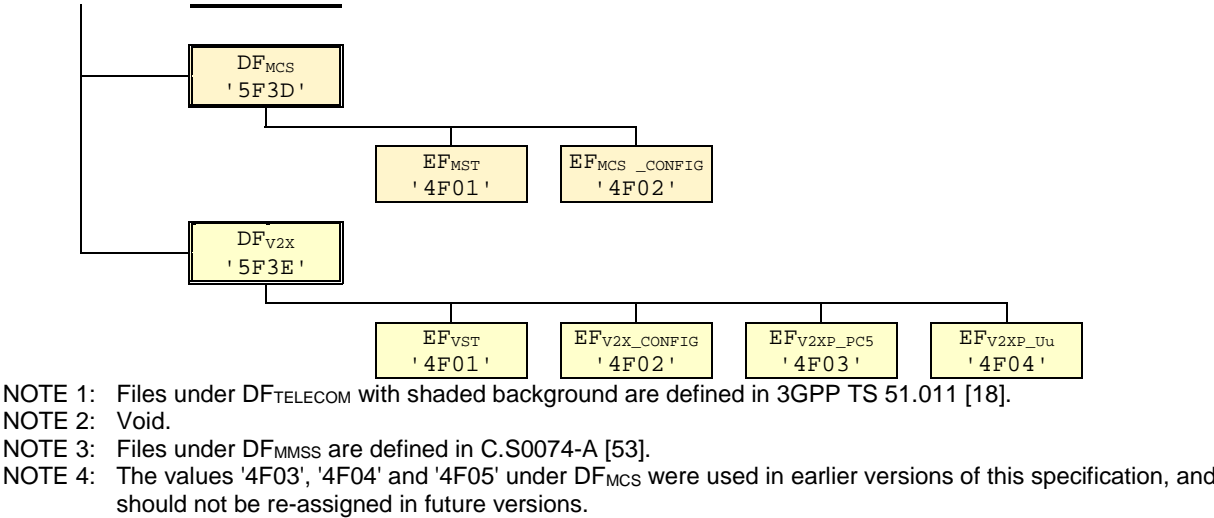 DFMCS
'5F3D'
EFMST
'4F01'
EFMCS _CONFIG
'4F02'
DFV2X
'5F3E'
EFVST
'4F01'
EFV2X_CONFIG
'4F02'
EFV2XP_PC5
'4F03'
EFV2XP_Uu
'4F04'
NOTE 1: Files under DFTELECOM with shaded background are defined in 3GPP TS 51.011 [18].
NOTE 2: Void.
NOTE 3: Files under DFMMSS are defined in C.S0074-A [53].
NOTE 4: The values '4F03', '4F04' and '4F05' under DFMCS were used in earlier versions of this specification, and
should not be re-assigned in future versions.